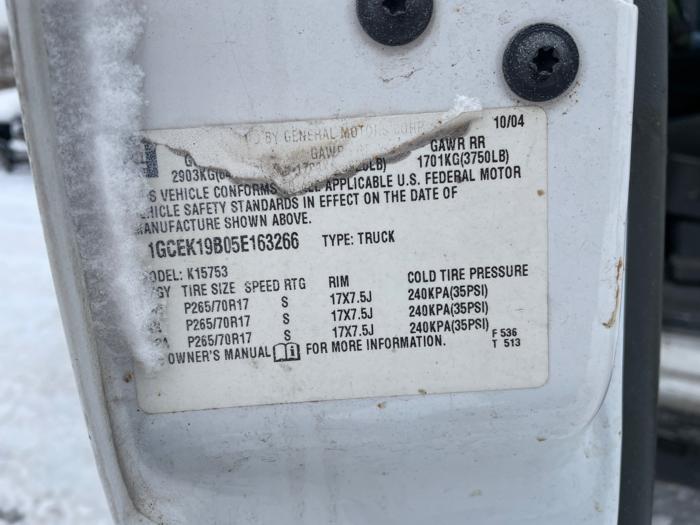 BY GENERAL MOTORS CORP 10/04
GAWR RR
2903KG 1701KG(3750LB)
VEHICLE CONFORMS APPLICABLE U.S. FEDERAL MOTOR
VEHICLE SAFETY STANDARDS IN EFFECT ON THE DATE OF
MANUFACTURE SHOWN ABOVE.
1GCEK19B05E163266 TYPE: TRUCK
MODEL: K15753
TIRE SIZE SPEED RTG RIM COLD TIRE PRESSURE
P265/70R17 S 17X7.5J 240KPA(35PSI)
P265/70R17 S 17X7.5J 240KPA(35PSI)
P265/70R17 S 17X7.5J 240KPA(35PSI)
OWNER'S MANUAL FOR MORE INFORMATION.
F 536
T 513